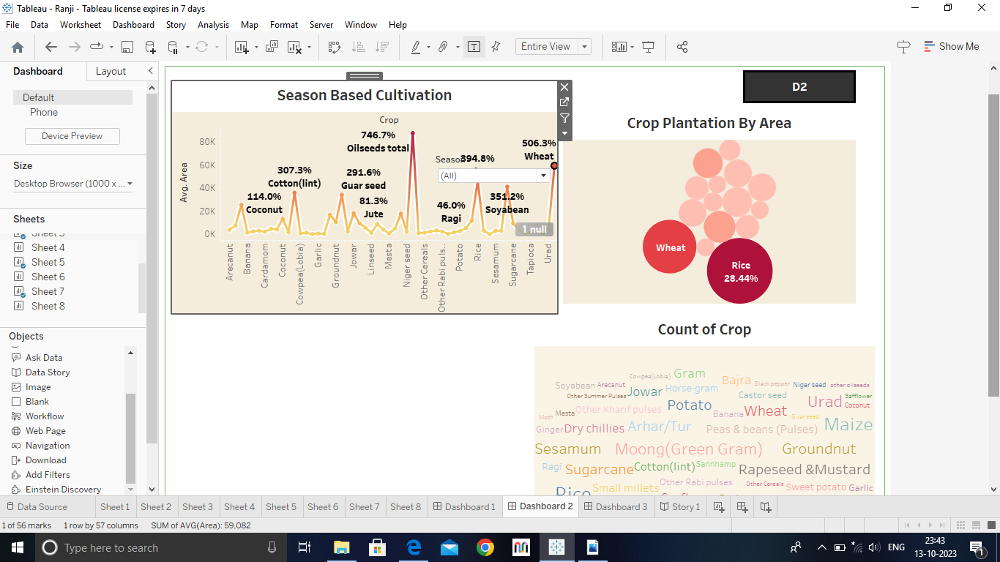 Tableau - Ranji - Tableau license expires in 7 days
File Data Worksheet Dashboard Story Analysis Map Format Server Window Help
Entire View
Show Me
Dashboard Layout
Default
Phone
Device Preview
Size
Desktop Browser (1000 x ...
Sheets
Sheet 4
Sheet 5
Sheet 6
Sheet 7
Sheet 8
Objects
Ask Data
Data Story
Image
Blank
Workflow
Web Page
Navigation
Download
Add Filters
Einstein Discovery
Season Based Cultivation
Crop
Avg. Area
80K
60K
40K
20K
0K
746.7%
Oilseeds total
506.3%
Wheat
394.8%
Season
(All)
307.3%
Cotton(lint)
291.6%
Guar seed
114.0%
Coconut
81.3%
Jute
46.0%
Ragi
351.2%
Soyabean
1 null
Arecanut
Banana
Cardamom
Coconut
Cowpea(Lobia)
Garlic
Groundnut
Jowar
Linseed
Mesta
Niger seed
Other Cereals
Other Rabi puls..
Potato
Rice
Sesamum
Sugarcane
Tapioca
Urad
D2
Crop Plantation By Area
Wheat
Rice
28.44%
Count of Crop
Cowpea(Lobia) Gram
Soyabean Arecanut Horse-gram Bajra Black pepper Niger seed other oilseeds
Other Summer Pulses Jowar Castor seed Urad Safflower
Other Kharif pulses Potato Wheat Coconut
Moth Mesta Banana Guar seed
Ginger Dry chillies Arhar/Tur Peas & beans (Pulses) Maize
Sesamum Moong(Green Gram) Groundnut
Ragi Sugarcane Cotton(lint) Sannhamp Rapeseed &Mustard
Rice Small millets Other Rabi pulses Other Cereals Sweet potato Garlic
Data Source Sheet 1 Sheet 2 Sheet 3 Sheet 4 Sheet 5 Sheet 6 Sheet 7 Sheet 8 Dashboard 1 Dashboard 2 Dashboard 3 Story 1
1 of 56 marks 1 row by 57 columns SUM of AVG(Area): 59,082
Type here to search
ENG
23:43
13-10-2023
1